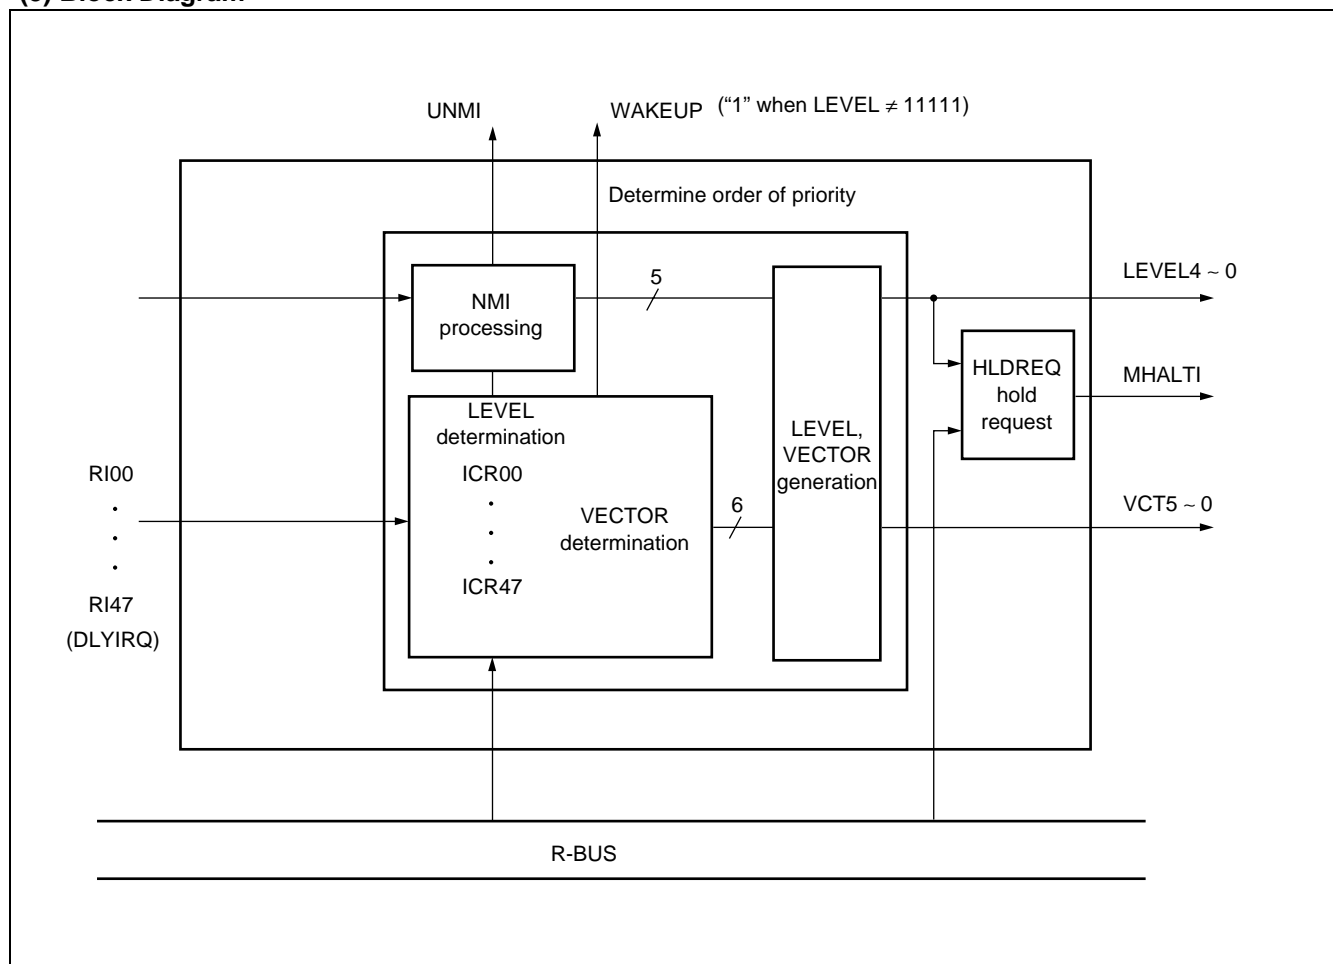 UNMI
WAKEUP
(“1” when LEVEL ≠ 11111)
Determine order of priority
NMI
processing
5
LEVEL4 ~ 0
HLDREQ
hold
request
MHALTI
LEVEL
determination
ICR00
.
.
.
ICR47
VECTOR
determination
6
LEVEL,
VECTOR
generation
VCT5 ~ 0
RI00
.
.
.
RI47
(DLYIRQ)
R-BUS